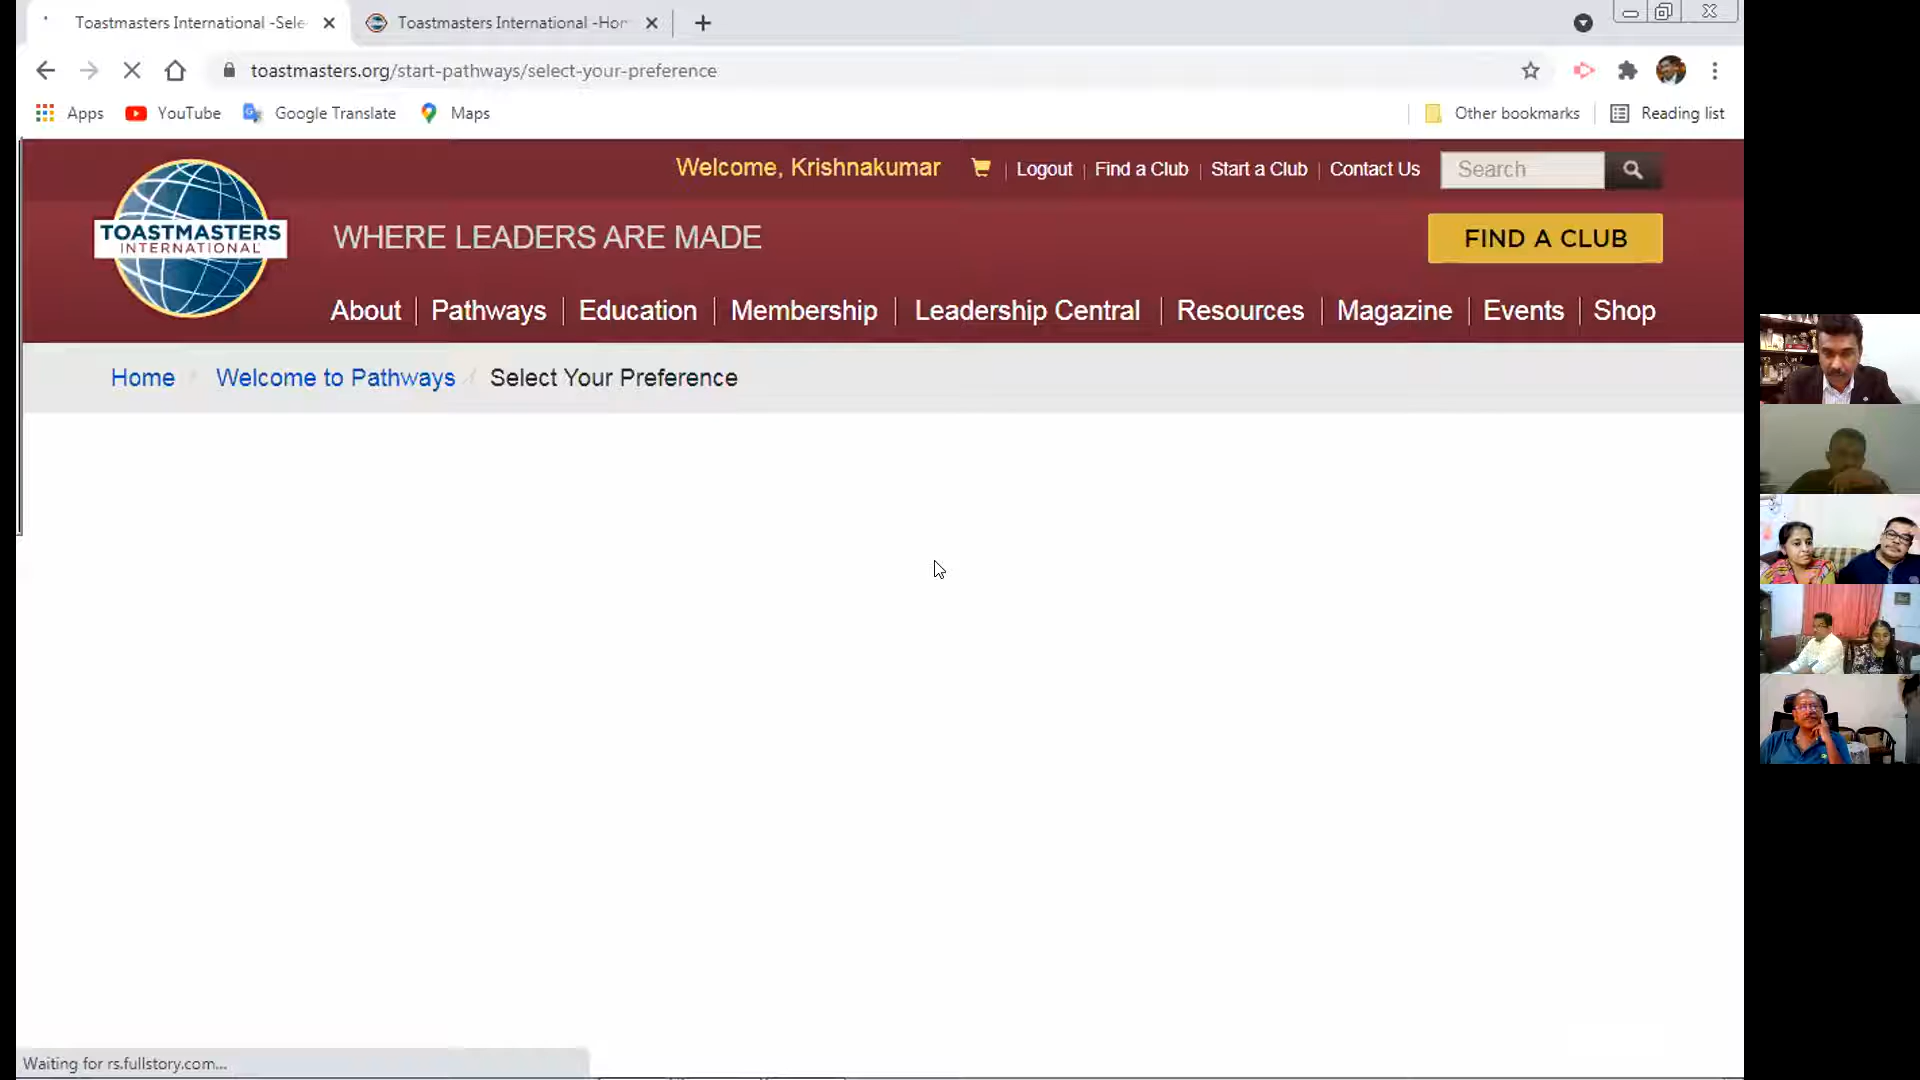 Toastmasters International -Sele
Toastmasters International -Hor
toastmasters.org/start-pathways/select-your-preference
Apps YouTube Google Translate Maps Other bookmarks Reading list
Welcome, Krishnakumar Logout Find a Club Start a Club Contact Us Search
TOASTMASTERS
INTERNATIONAL
WHERE LEADERS ARE MADE
FIND A CLUB
About Pathways Education Membership Leadership Central Resources Magazine Events Shop
Home / Welcome to Pathways / Select Your Preference
Waiting for rs.fullstory.com...